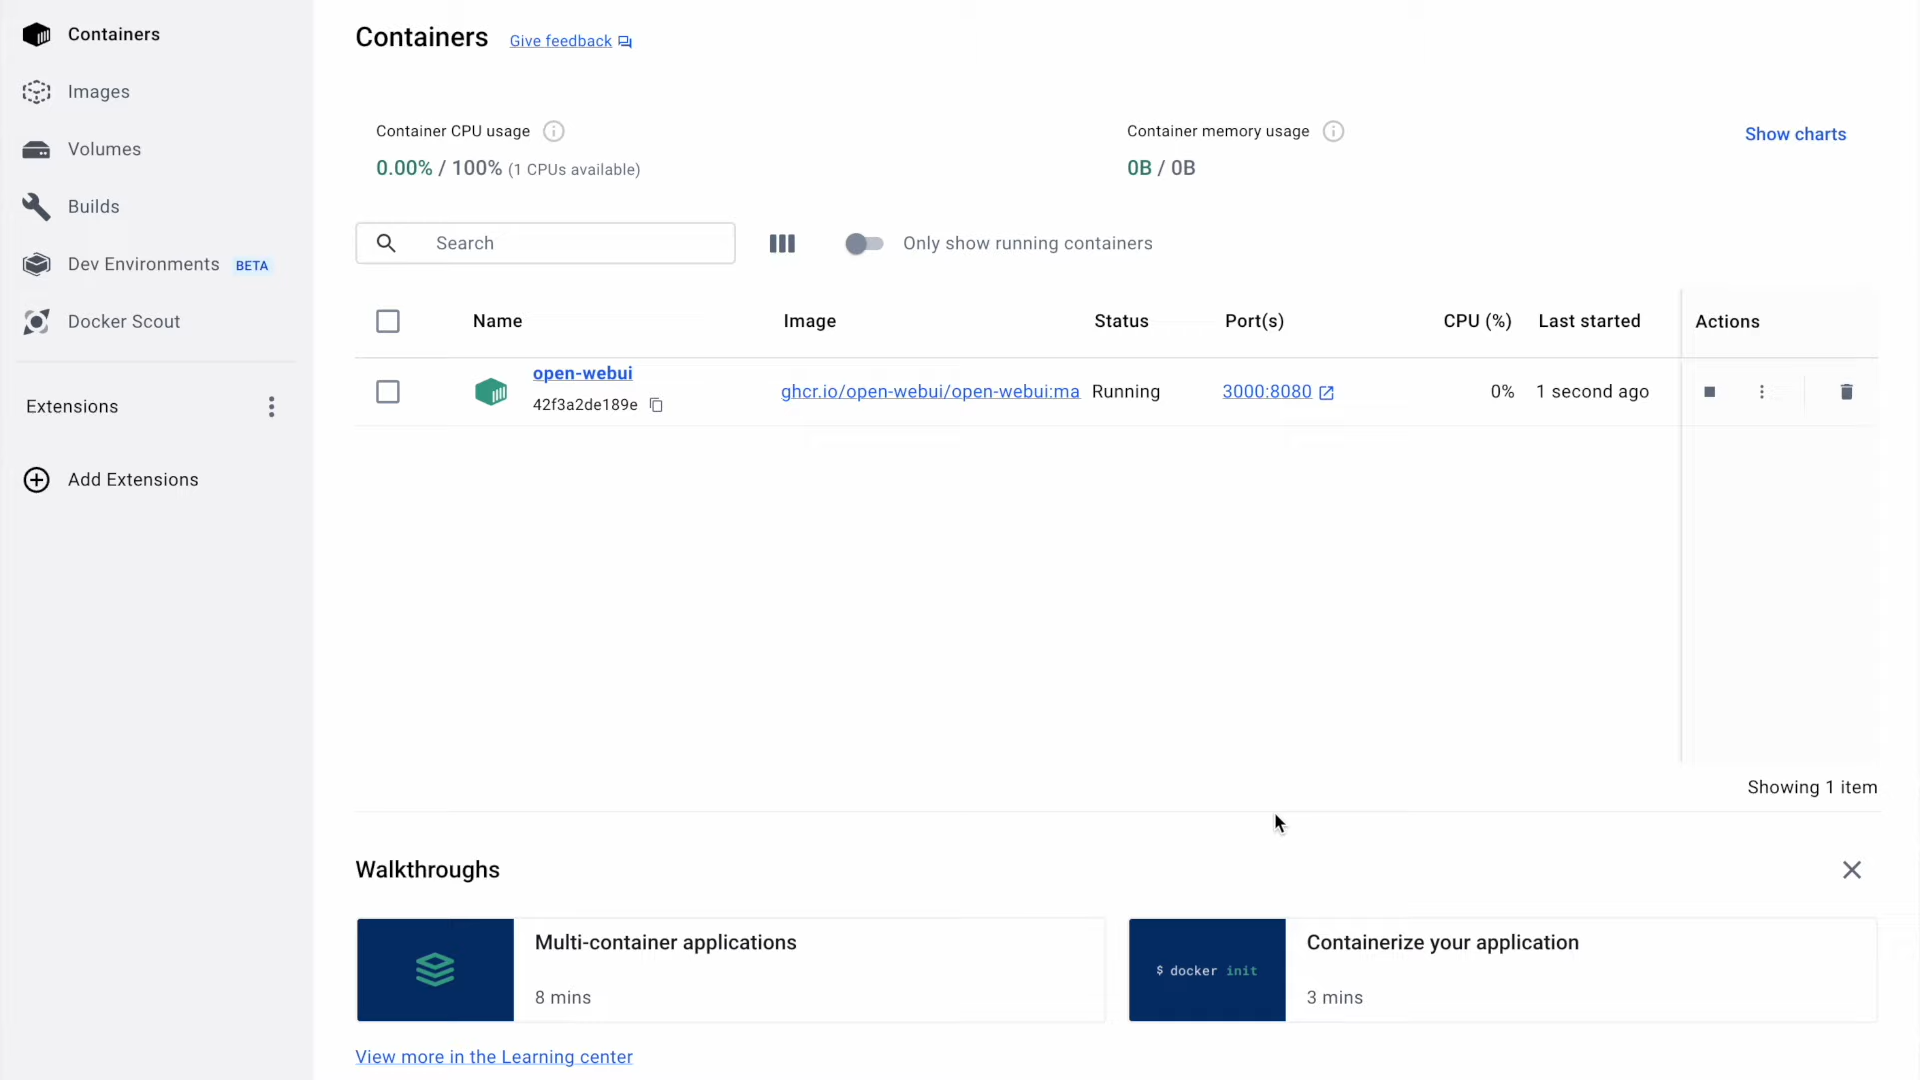 Containers
Images
Volumes
Builds
Dev Environments BETA
Docker Scout
Extensions
Add Extensions
Containers Give feedback
Container CPU usage
0.00% / 100% (1 CPUs available)
Container memory usage
0B / 0B
Show charts
Search
Only show running containers
Name Image Status Port(s) CPU (%) Last started Actions
open-webui
42f3a2de189e
ghcr.io/open-webui/open-webui:ma Running 3000:8080 0% 1 second ago
Showing 1 item
Walkthroughs
Multi-container applications
8 mins
$ docker init
Containerize your application
3 mins
View more in the Learning center